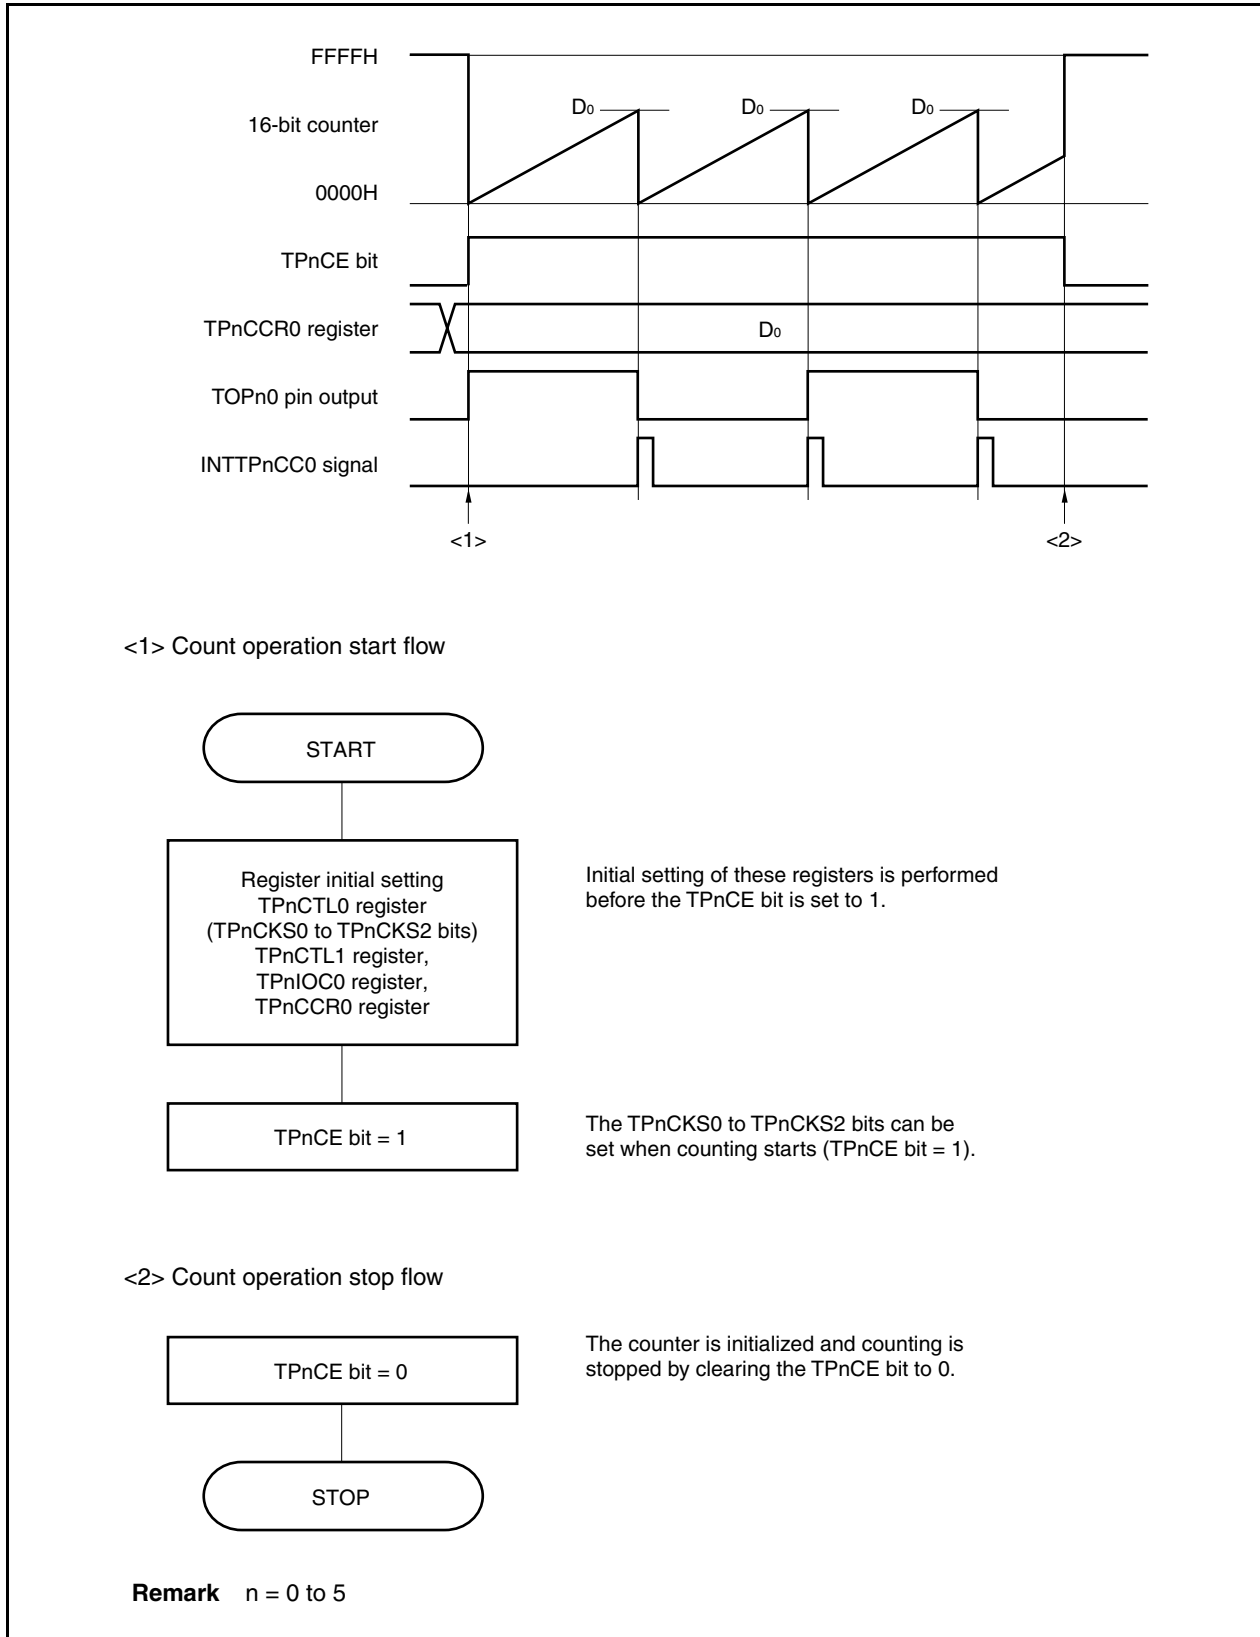 FFFFH
D0 D0 D0
16-bit counter
0000H
TPnCE bit
TPnCCR0 register D0
TOPn0 pin output
INTTPnCC0 signal
<1> <2>
<1> Count operation start flow
START
Register initial setting
TPnCTL0 register
(TPnCKS0 to TPnCKS2 bits)
TPnCTL1 register,
TPnIOC0 register,
TPnCCR0 register
Initial setting of these registers is performed
before the TPnCE bit is set to 1.
TPnCE bit = 1
The TPnCKS0 to TPnCKS2 bits can be
set when counting starts (TPnCE bit = 1).
<2> Count operation stop flow
TPnCE bit = 0
The counter is initialized and counting is
stopped by clearing the TPnCE bit to 0.
STOP
Remark n = 0 to 5